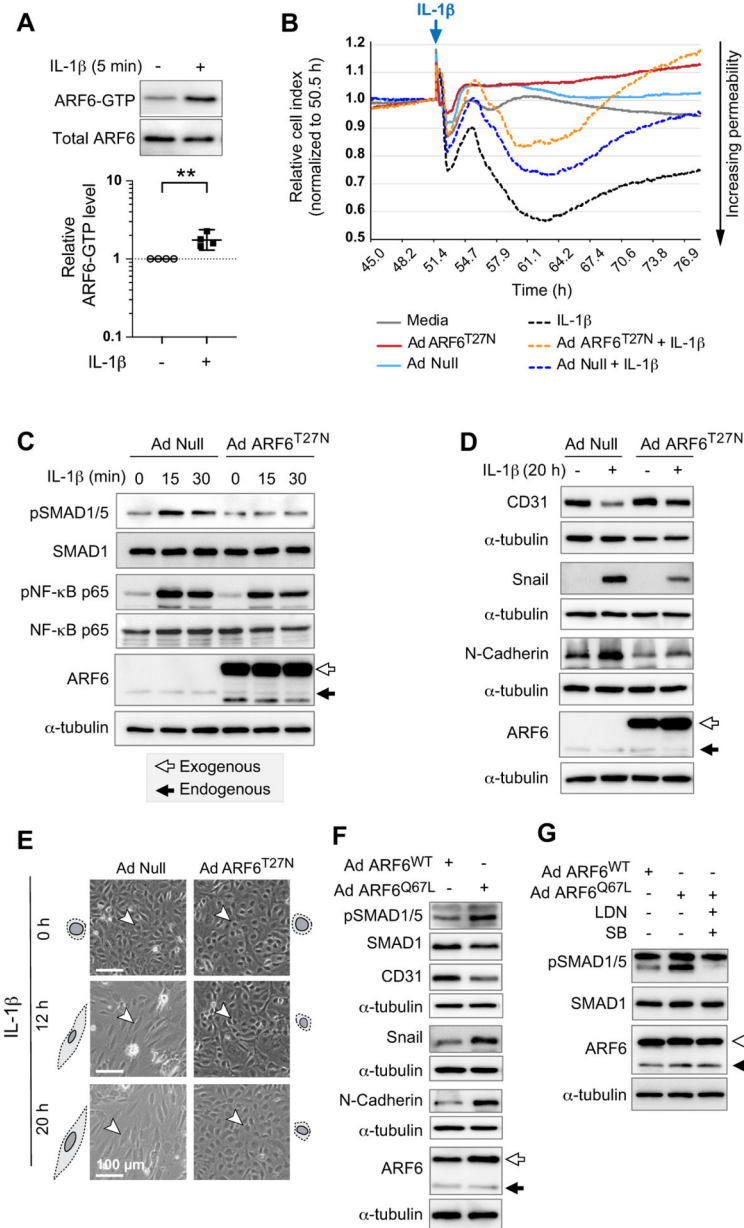 A
IL-1β (5 min) - +
ARF6-GTP
Total ARF6
**
10
1
0.1
Relative
ARF6-GTP level
IL-1β - +
B
IL-1β
1.2
1.1
1.0
0.9
0.8
0.7
0.6
0.5
Relative cell index
(normalized to 50.5 h)
Increasing permeability
45.0 48.2 51.4 54.7 57.9 61.1 64.2 67.4 70.6 73.8 76.9
Time (h)
Media
Ad ARF6T27N
Ad Null
IL-1β
Ad ARF6T27N + IL-1β
Ad Null + IL-1β
C
Ad Null Ad ARF6T27N
IL-1β (min) 0 15 30 0 15 30
pSMAD1/5
SMAD1
pNF-κB p65
NF-κB p65
ARF6
α-tubulin
Exogenous
Endogenous
D
Ad Null Ad ARF6T27N
IL-1β (20 h) - + - +
CD31
α-tubulin
Snail
α-tubulin
N-Cadherin
α-tubulin
ARF6
α-tubulin
E
Ad Null Ad ARF6T27N
IL-1β
0 h
12 h
20 h
100 μm
F
Ad ARF6WT + -
Ad ARF6Q67L - +
pSMAD1/5
SMAD1
CD31
α-tubulin
Snail
α-tubulin
N-Cadherin
α-tubulin
ARF6
α-tubulin
G
Ad ARF6WT + - -
Ad ARF6Q67L - + +
LDN - - +
SB - - +
pSMAD1/5
SMAD1
ARF6
α-tubulin